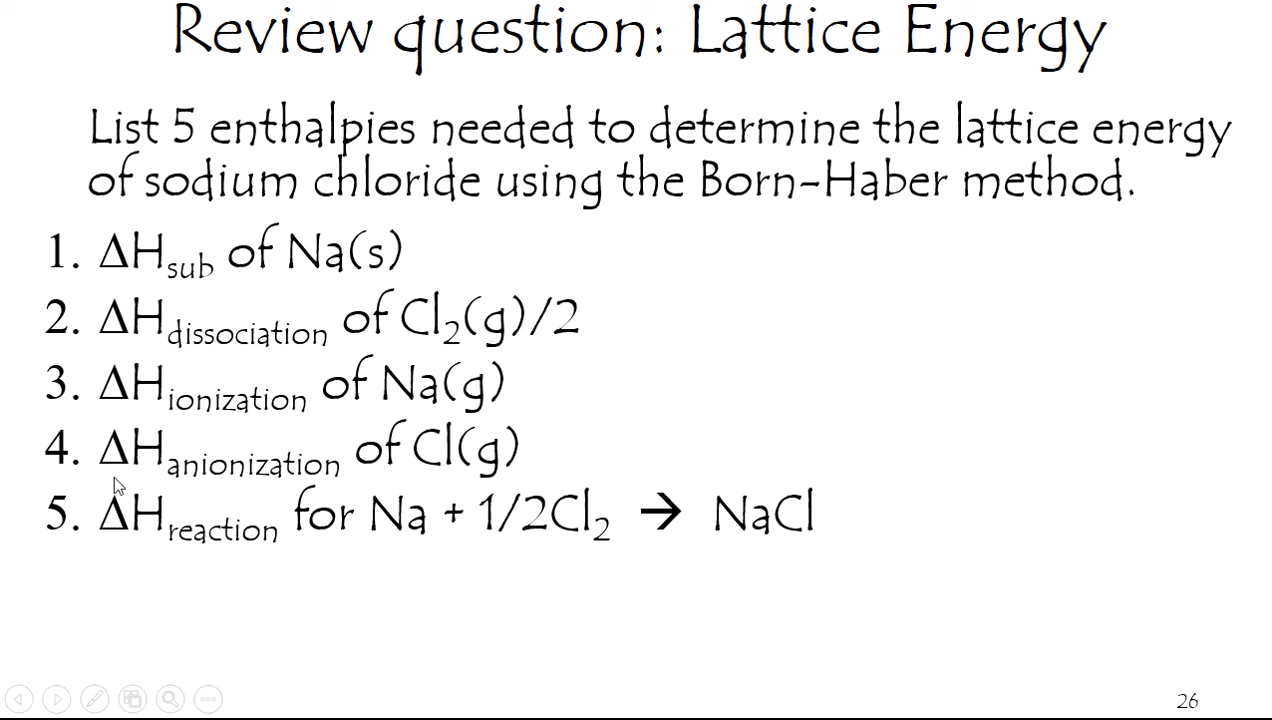 Review question: Lattice Energy
List 5 enthalpies needed to determine the lattice energy
of sodium chloride using the Born-Haber method.
1. ΔHsub of Na(s)
2. ΔHdissociation of Cl2(g)/2
3. ΔHionization of Na(g)
4. ΔHanionization of Cl(g)
5. ΔHreaction for Na + 1/2Cl2 → NaCl
26